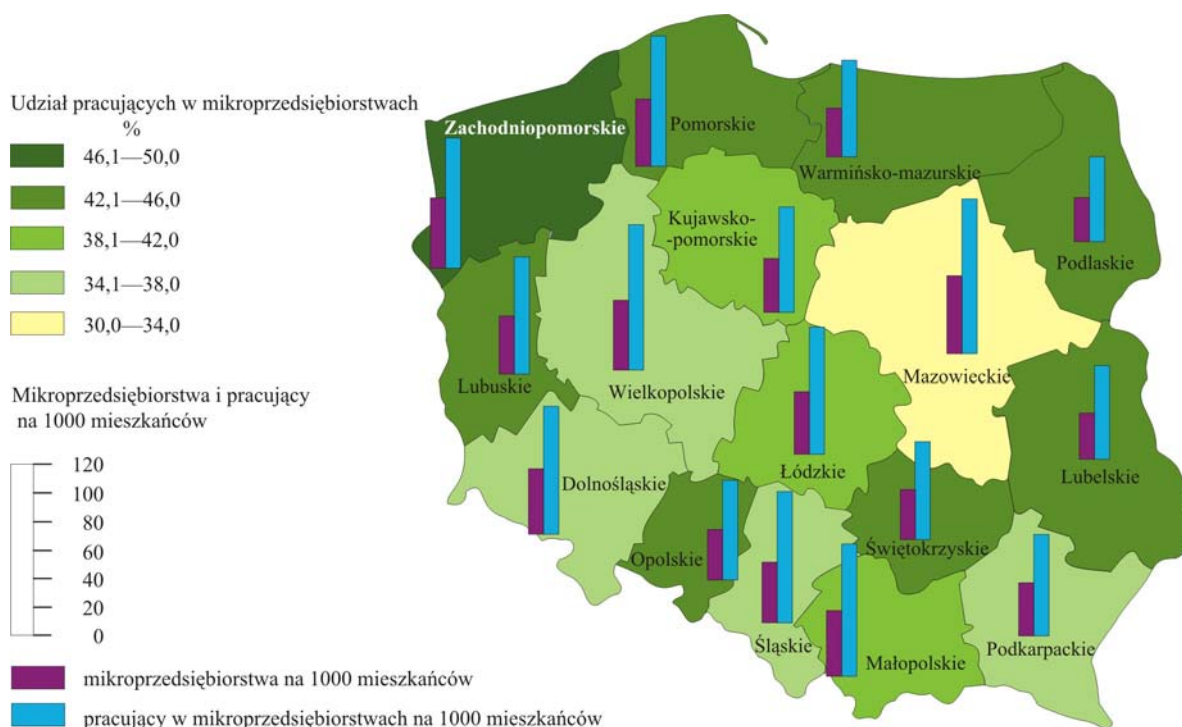 Udział pracujących w mikroprzedsiębiorstwach
%
46,1—50,0
42,1—46,0
38,1—42,0
34,1—38,0
30,0—34,0
Mikroprzedsiębiorstwa i pracujący
na 1000 mieszkańców
120
100
80
60
40
20
0
mikroprzedsiębiorstwa na 1000 mieszkańców
pracujący w mikroprzedsiębiorstwach na 1000 mieszkańców
Zachodniopomorskie
Pomorskie
Warmińsko-mazurskie
Kujawsko-
-pomorskie
Podlaskie
Lubuskie
Wielkopolskie
Mazowieckie
Dolnośląskie
Łódzkie
Lubelskie
Opolskie
Świętokrzyskie
Śląskie
Małopolskie
Podkarpackie